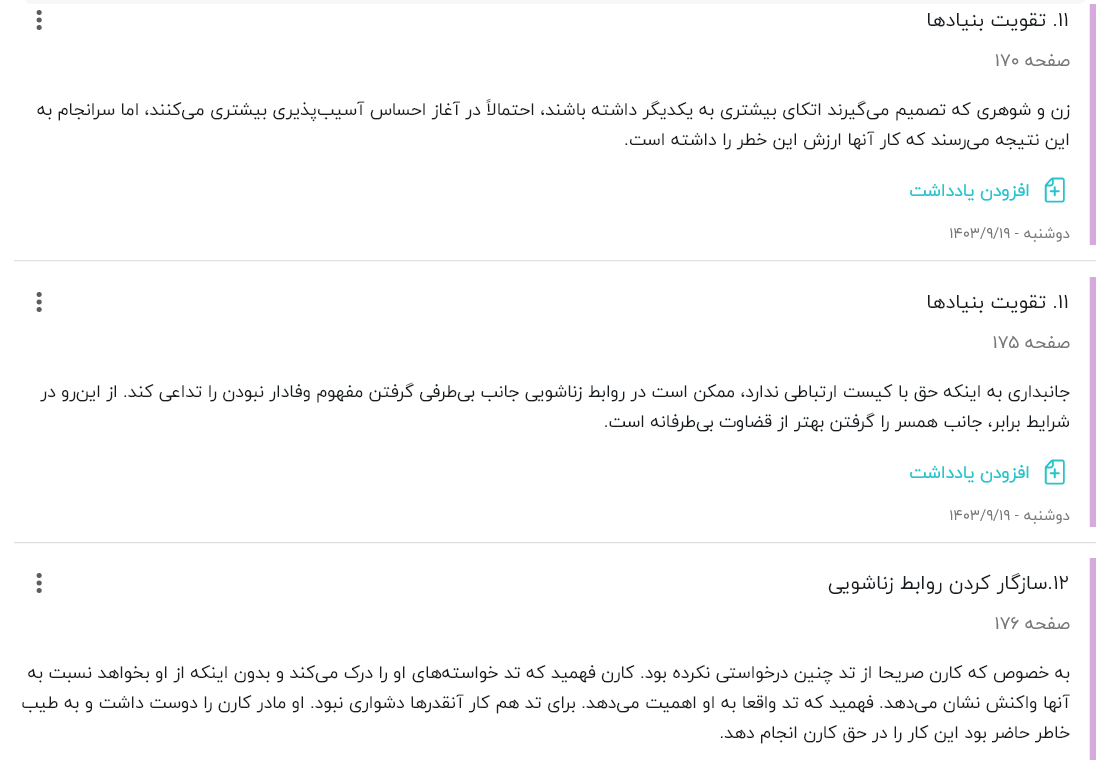 ۱۱. تقویت بنیادها
صفحه ۱۷۰
زن و شوهری که تصمیم می‌گیرند اتکای بیشتری به یکدیگر داشته باشند، احتمالاً در آغاز احساس آسیب‌پذیری بیشتری می‌کنند، اما سرانجام به
این نتیجه می‌رسند که کار آنها ارزش این خطر را داشته است.
افزودن یادداشت
دوشنبه - ۱۴۰۳/۹/۱۹
۱۱. تقویت بنیادها
صفحه ۱۷۵
جانبداری به اینکه حق با کیست ارتباطی ندارد، ممکن است در روابط زناشویی جانب بی‌طرفی گرفتن مفهوم وفادار نبودن را تداعی کند. از این‌رو در
شرایط برابر، جانب همسر را گرفتن بهتر از قضاوت بی‌طرفانه است.
افزودن یادداشت
دوشنبه - ۱۴۰۳/۹/۱۹
۱۲.سازگار کردن روابط زناشویی
صفحه ۱۷۶
به خصوص که کارن صریحا از تد چنین درخواستی نکرده بود. کارن فهمید که تد خواسته‌های او را درک می‌کند و بدون اینکه از او بخواهد نسبت به
آنها واکنش نشان می‌دهد. فهمید که تد واقعا به او اهمیت می‌دهد. برای تد هم کار آنقدرها دشواری نبود. او مادر کارن را دوست داشت و به طیب
خاطر حاضر بود این کار را در حق کارن انجام دهد.